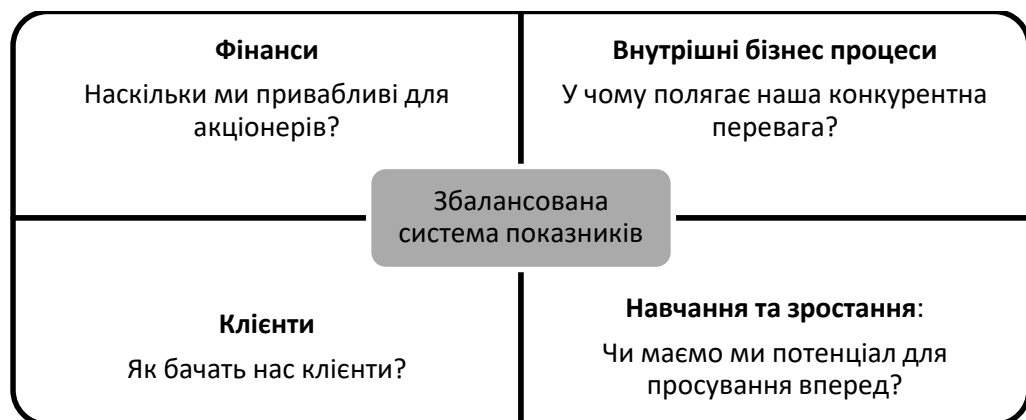 Фінанси
Наскільки ми привабливі для
акціонерів?
Внутрішні бізнес процеси
У чому полягає наша конкурентна
перевага?
Збалансована
система показників
Клієнти
Як бачать нас клієнти?
Навчання та зростання:
Чи маємо ми потенціал для
просування вперед?